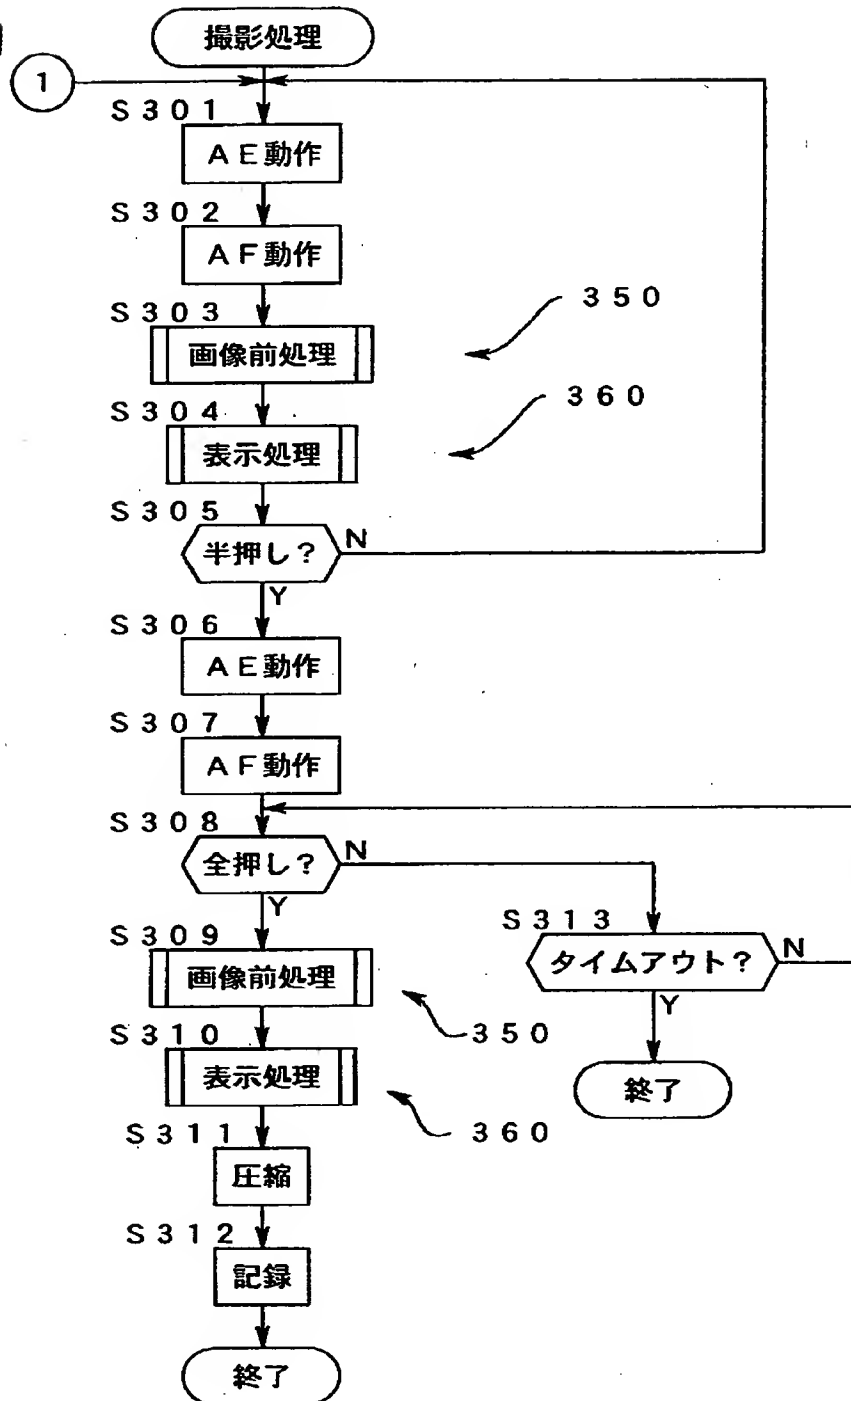 撮影処理
1
S301
AE動作
S302
AF動作
S303
350
画像前処理
S304
360
表示処理
S305
半押し?
N
Y
S306
AE動作
S307
AF動作
S308
全押し?
N
Y
S313
S309
タイムアウト?
N
画像前処理
Y
S310
350
表示処理
終了
S311
360
圧縮
S312
記録
終了